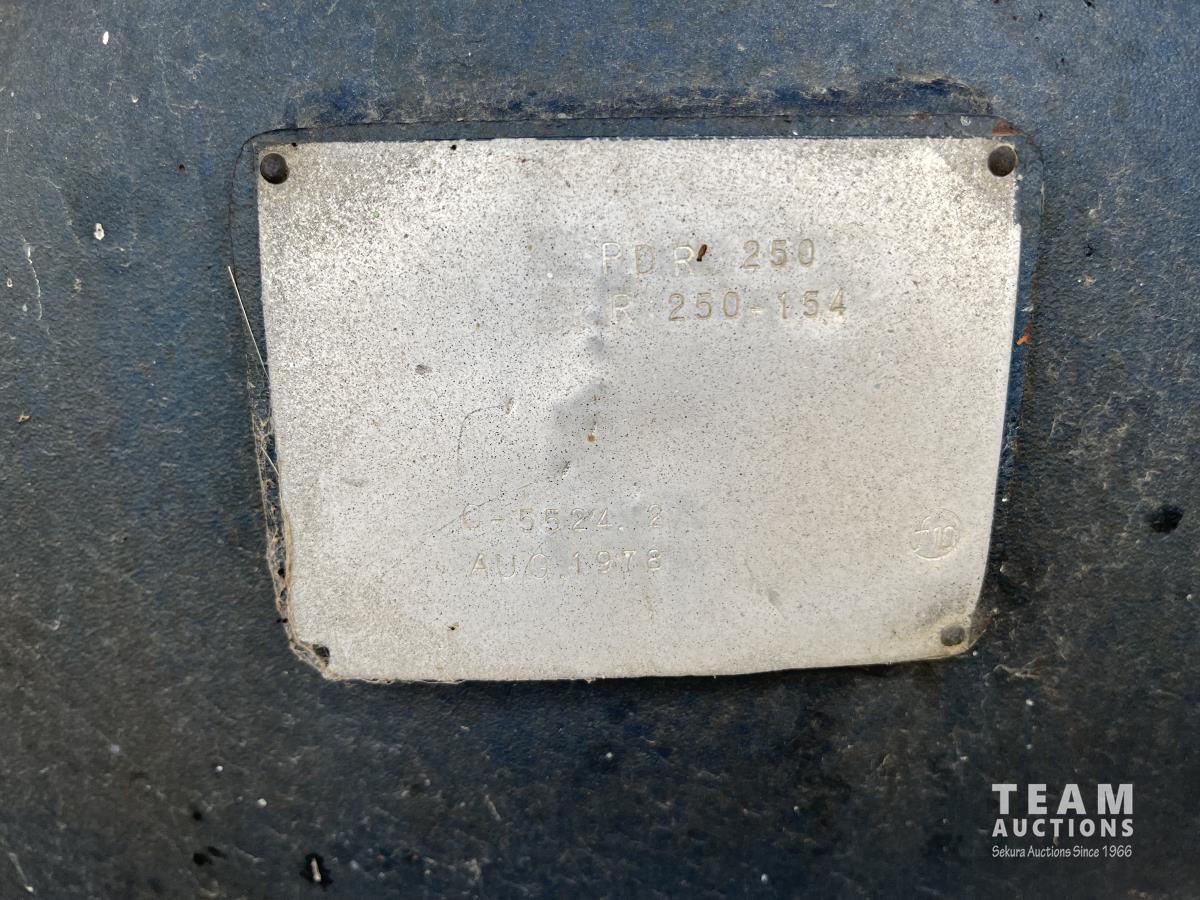 PDR 250
R 250-154
C-5524.2
AUG.1978
TEAM
AUCTIONS
Sekura Auctions Since 1966